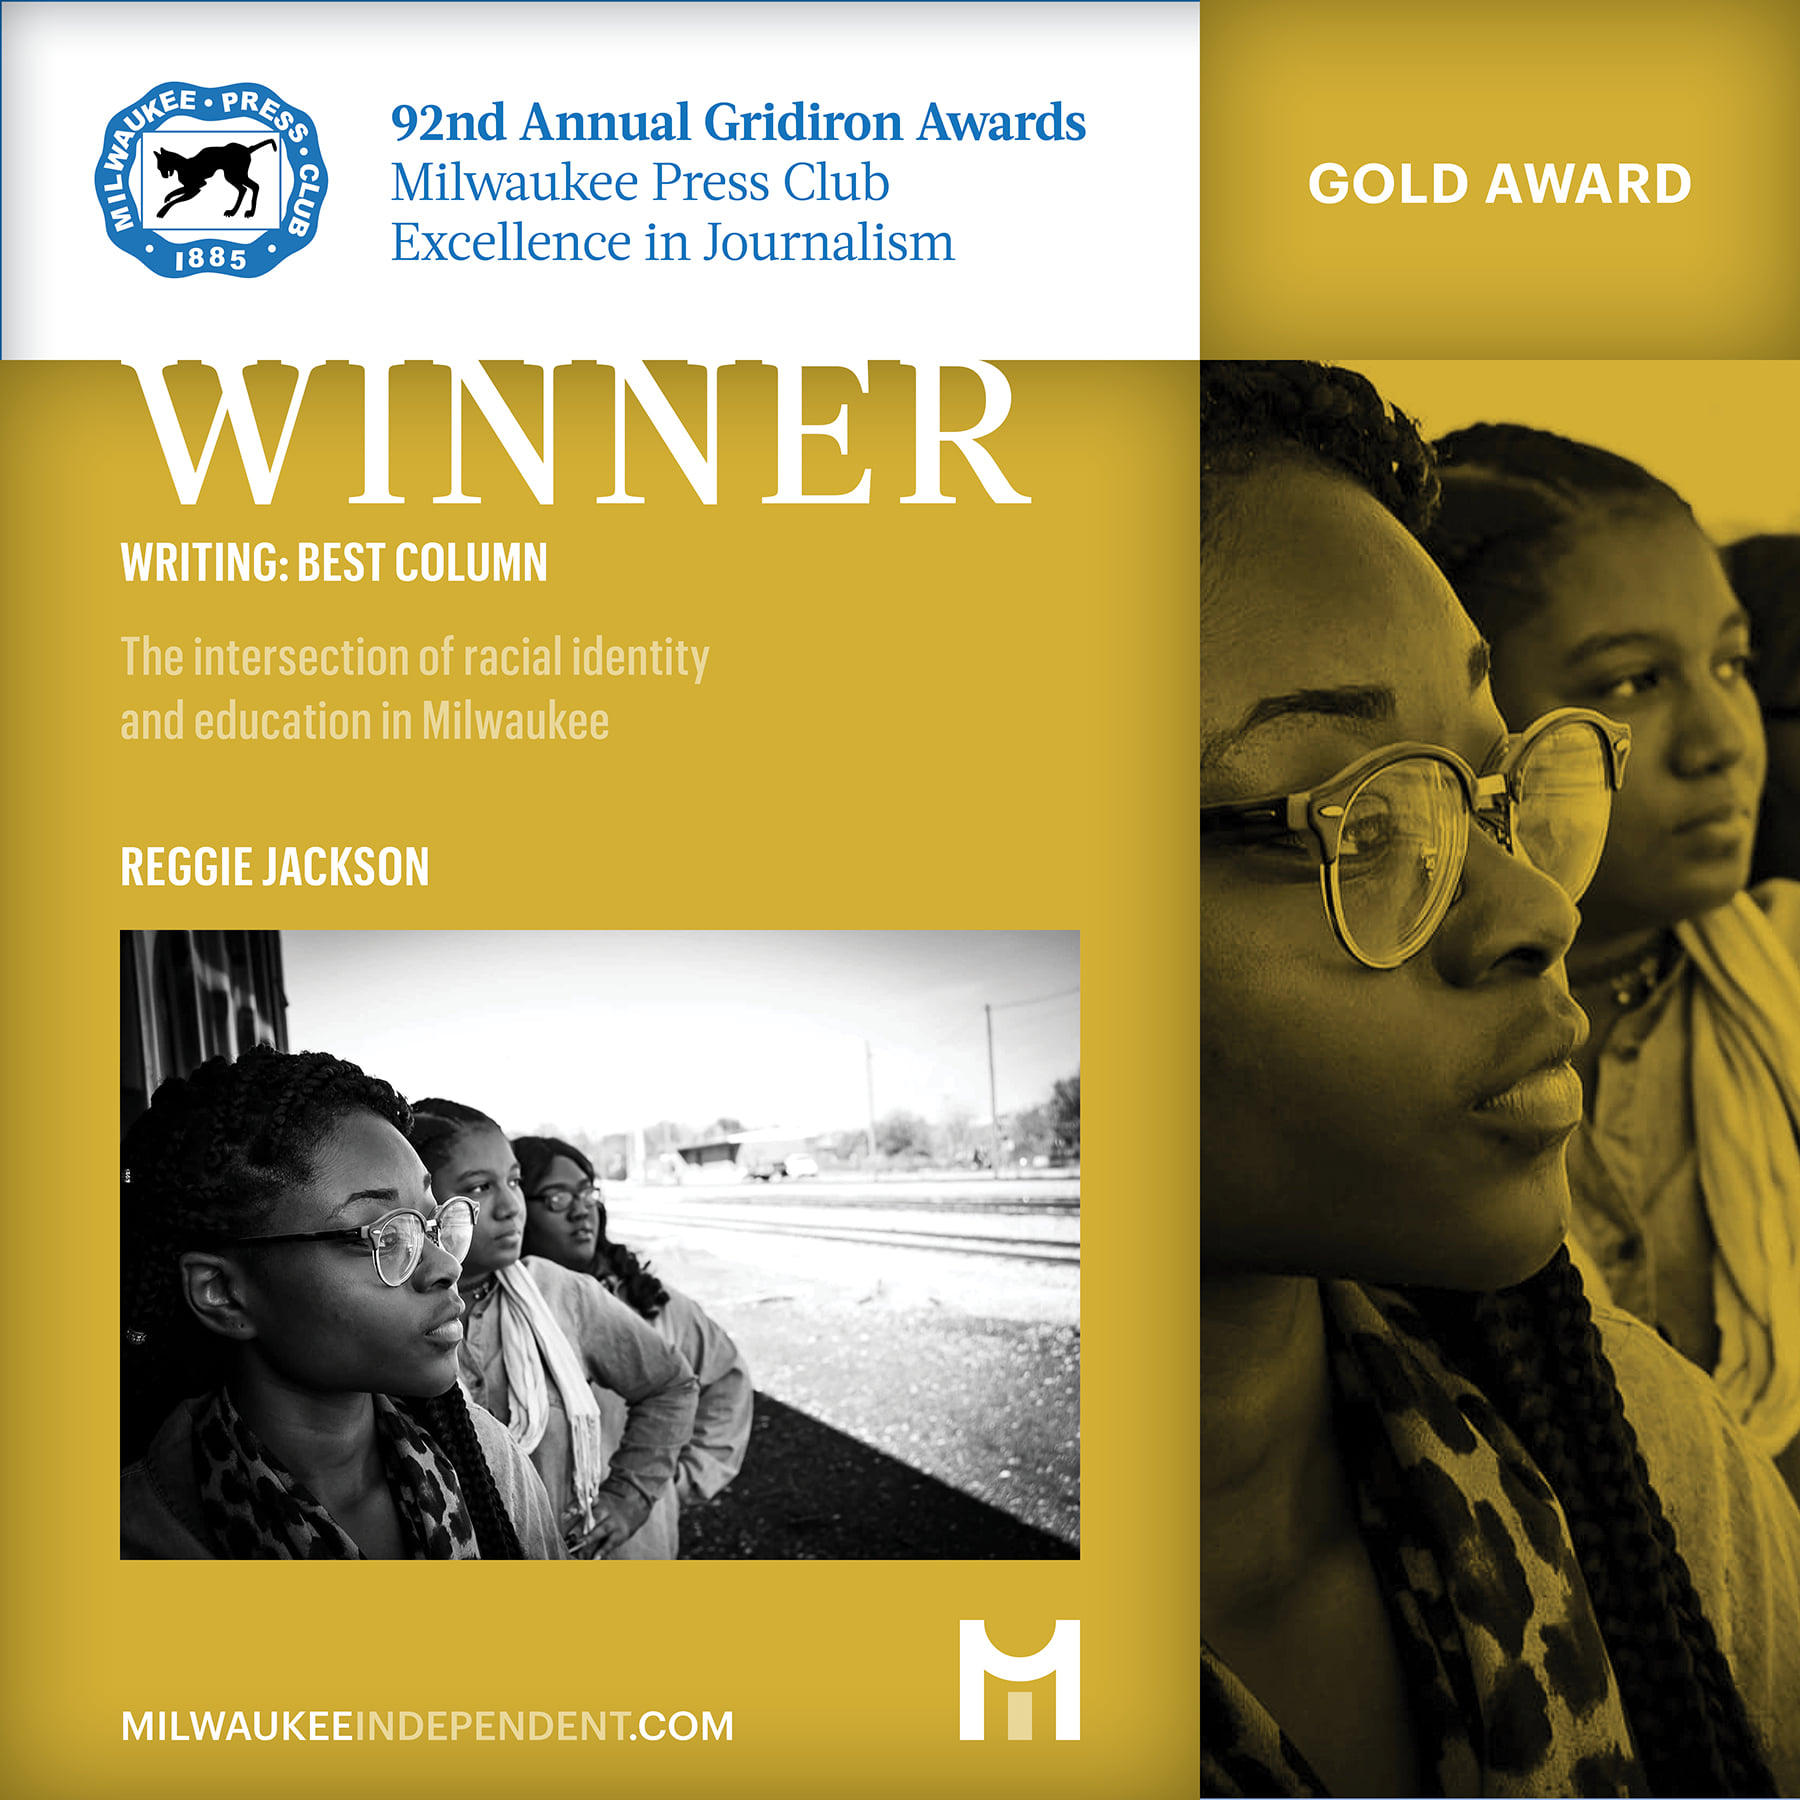 MILWAUKEE • PRESS • CLUB
• 1885 •
92nd Annual Gridiron Awards
Milwaukee Press Club
Excellence in Journalism
GOLD AWARD
WINNER
WRITING: BEST COLUMN
The intersection of racial identity
and education in Milwaukee
REGGIE JACKSON
MILWAUKEEINDEPENDENT.COM